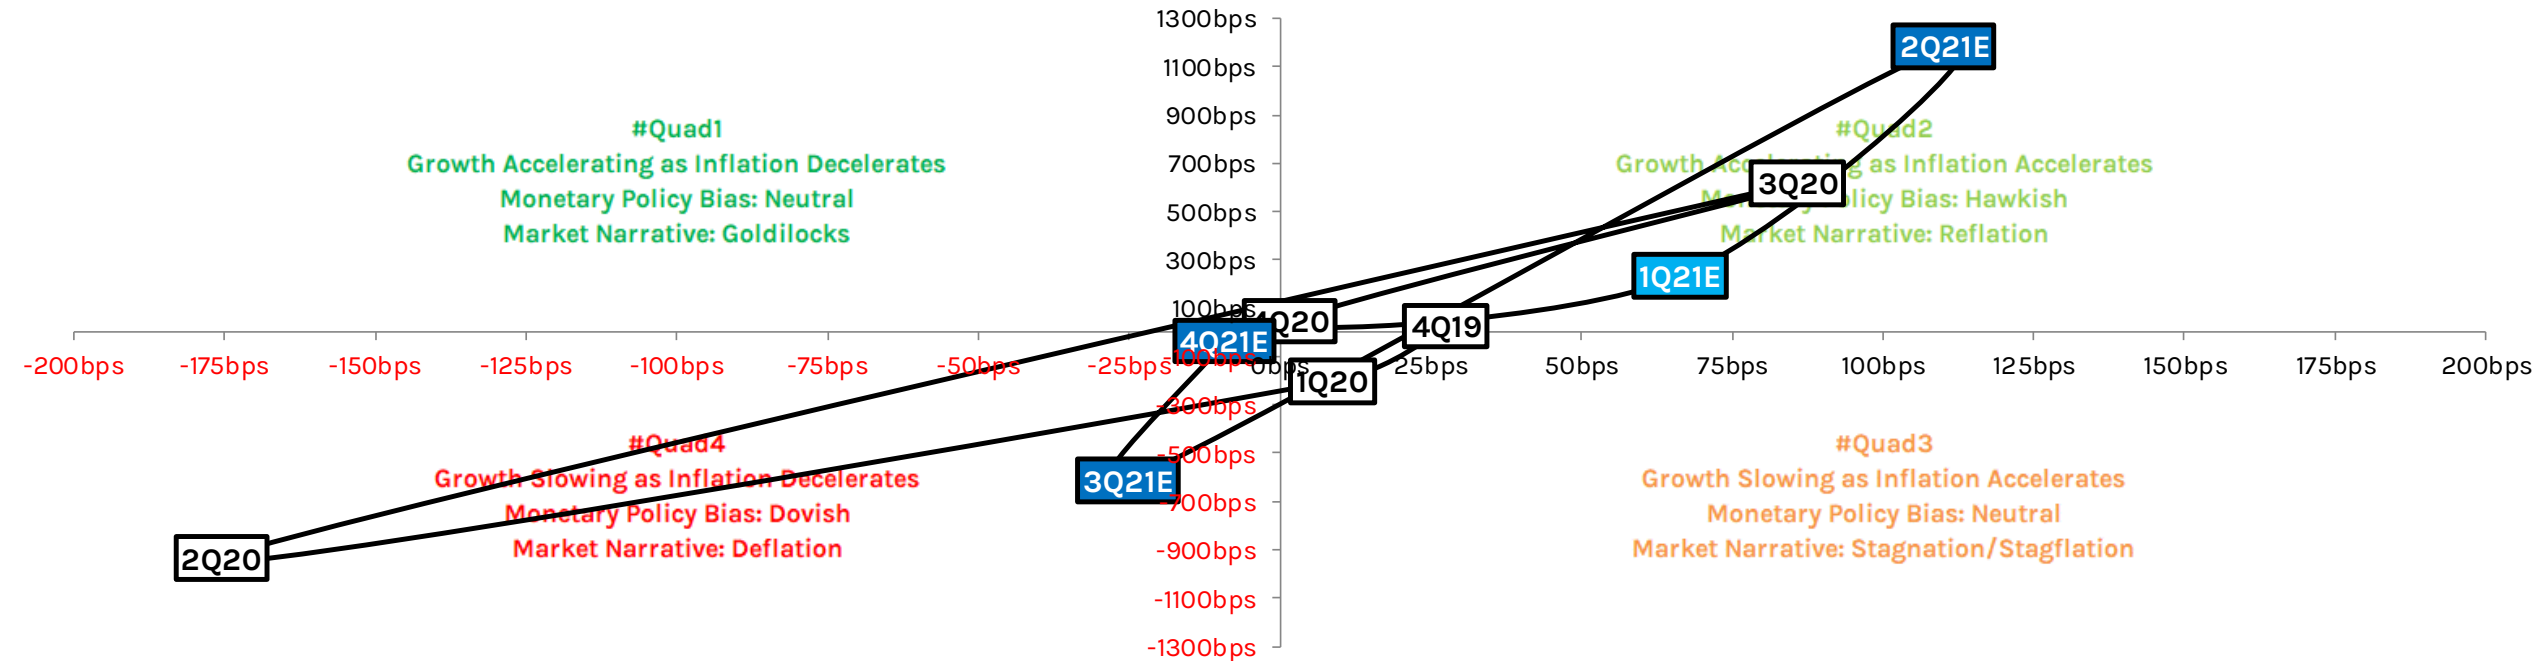 1300bps
2Q21E
1100bps
900bps
#Quad1
Growth Accelerating as Inflation Decelerates
Monetary Policy Bias: Neutral
Market Narrative: Goldilocks
#Quad2
Growth Accelerating as Inflation Accelerates
Monetary Policy Bias: Hawkish
Market Narrative: Reflation
700bps
3Q20
500bps
300bps
1Q21E
100bps
4Q20
4Q19
4Q21E
-100bps
-200bps
-175bps
-150bps
-125bps
-100bps
-75bps
-50bps
-25bps
0bps
25bps
50bps
75bps
100bps
125bps
150bps
175bps
200bps
1Q20
-300bps
#Quad4
Growth Slowing as Inflation Decelerates
Monetary Policy Bias: Dovish
Market Narrative: Deflation
#Quad3
Growth Slowing as Inflation Accelerates
Monetary Policy Bias: Neutral
Market Narrative: Stagnation/Stagflation
-500bps
3Q21E
-700bps
2Q20
-900bps
-1100bps
-1300bps